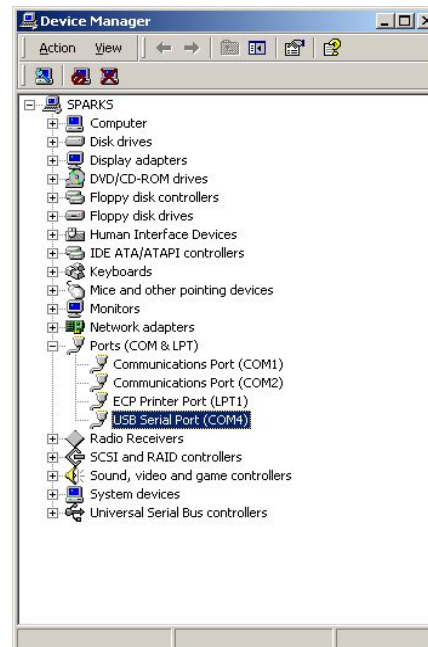 Device Manager
Action View
SPARKS
Computer
Disk drives
Display adapters
DVD/CD-ROM drives
Floppy disk controllers
Floppy disk drives
Human Interface Devices
IDE ATA/ATAPI controllers
Keyboards
Mice and other pointing devices
Monitors
Network adapters
Ports (COM & LPT)
Communications Port (COM1)
Communications Port (COM2)
ECP Printer Port (LPT1)
USB Serial Port (COM4)
Radio Receivers
SCSI and RAID controllers
Sound, video and game controllers
System devices
Universal Serial Bus controllers